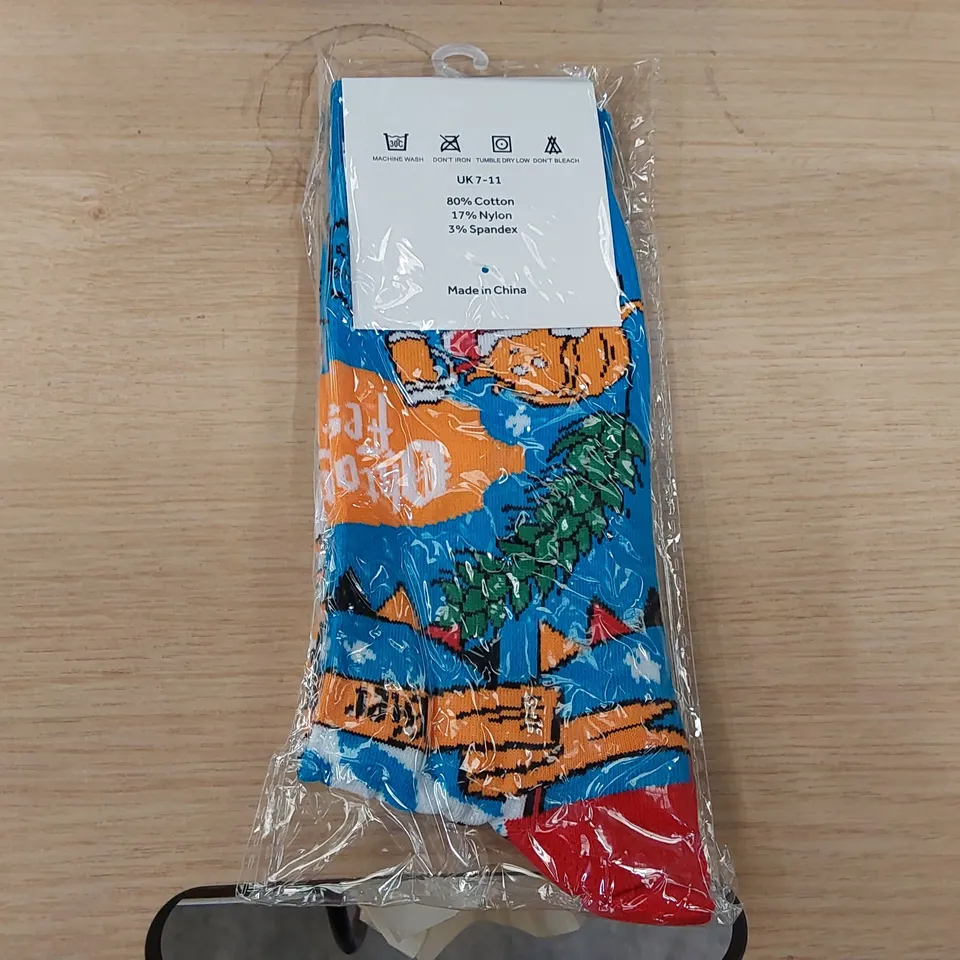 30C
MACHINE WASH DON'T IRON TUMBLE DRY LOW DON'T BLEACH
UK 7-11
80% Cotton
17% Nylon
3% Spandex
Made in China